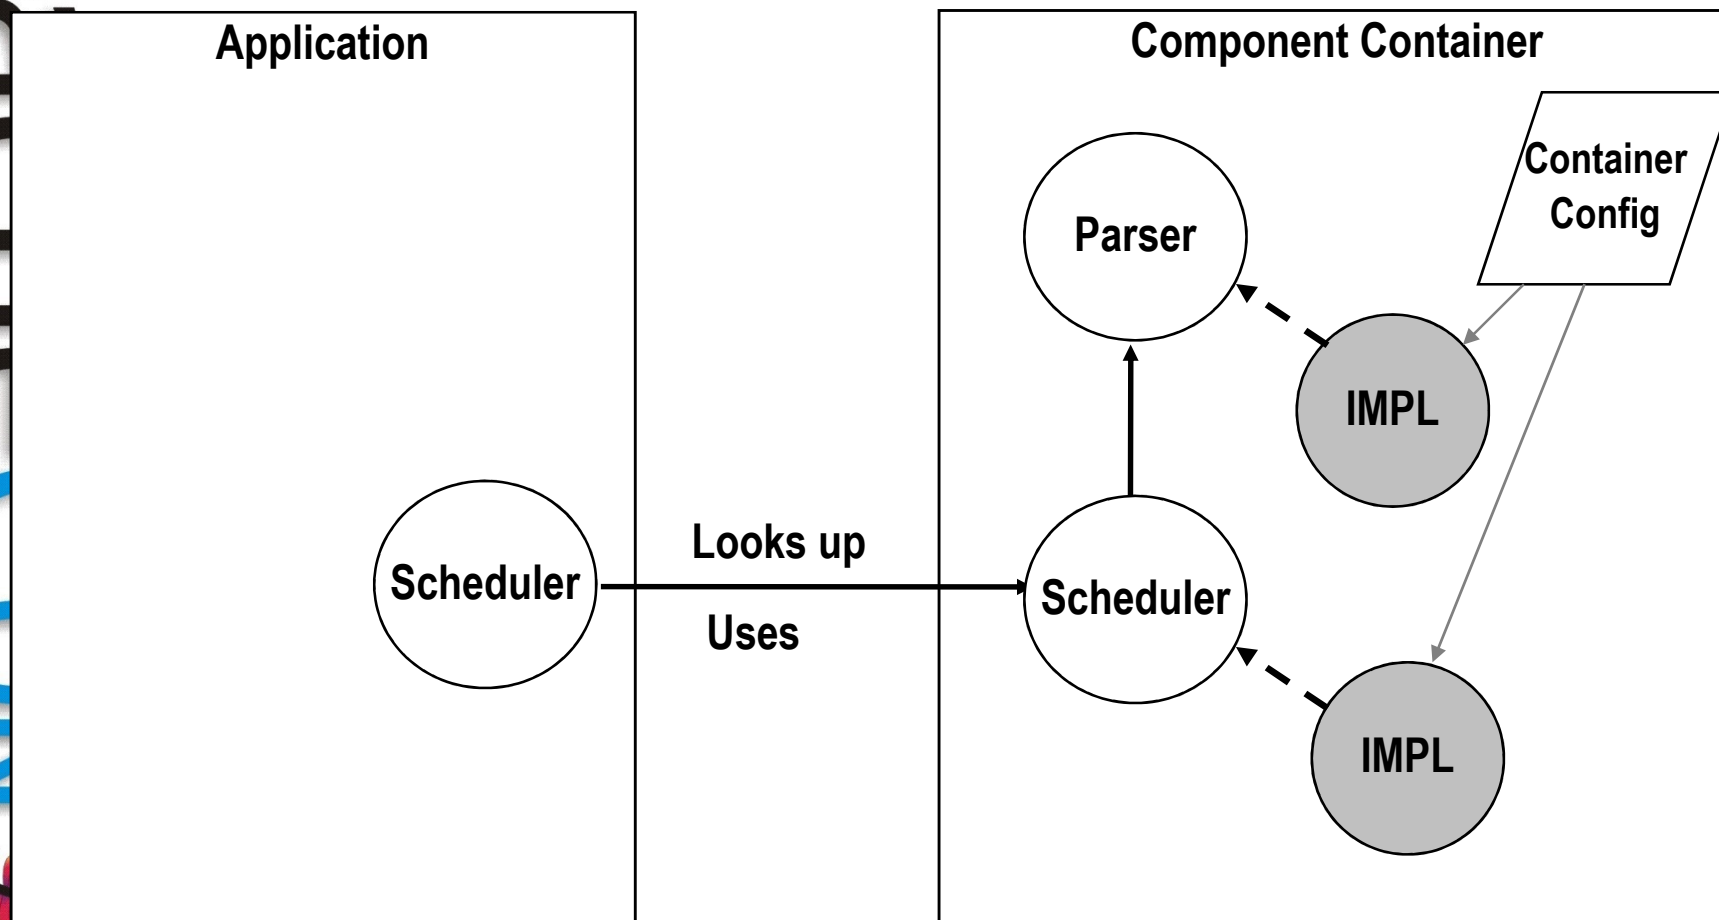 Application
Component Container
Container
Config
Parser
IMPL
Looks up
Scheduler
Scheduler
Uses
IMPL